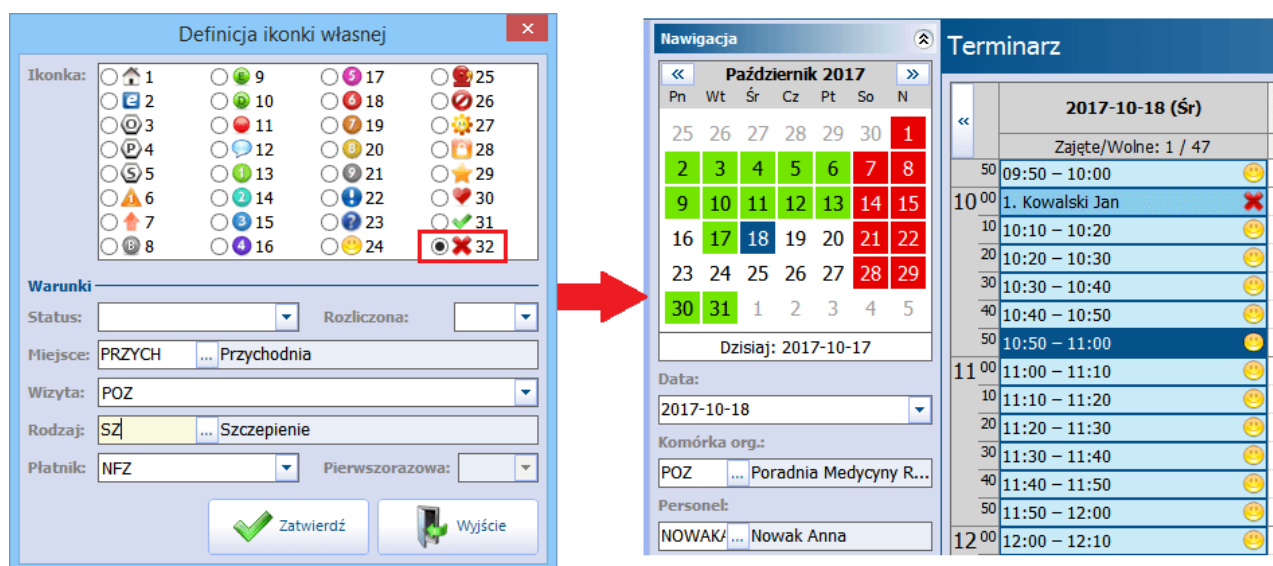 Definicja ikonki własnej
Ikonka:
1 9 17 25
2 10 18 26
3 11 19 27
4 12 20 28
5 13 21 29
6 14 22 30
7 15 23 31
8 16 24 32
Warunki
Status: Rozliczona:
Miejsce: PRZYCH ... Przychodnia
Wizyta: POZ
Rodzaj: SZ ... Szczepienie
Płatnik: NFZ Pierwszorazowa:
Zatwierdź Wyjście
Nawigacja
« Październik 2017 »
Pn Wt Śr Cz Pt So N
25 26 27 28 29 30 1
2 3 4 5 6 7 8
9 10 11 12 13 14 15
16 17 18 19 20 21 22
23 24 25 26 27 28 29
30 31 1 2 3 4 5
Dzisiaj: 2017-10-17
Data:
2017-10-18
Komórka org.:
POZ ... Poradnia Medycyny R...
Personel:
NOWAKA ... Nowak Anna
Terminarz
« 2017-10-18 (Śr)
Zajęte/Wolne: 1 / 47
50 09:50 – 10:00
10 00 1. Kowalski Jan
10 10:10 – 10:20
20 10:20 – 10:30
30 10:30 – 10:40
40 10:40 – 10:50
50 10:50 – 11:00
11 00 11:00 – 11:10
10 11:10 – 11:20
20 11:20 – 11:30
30 11:30 – 11:40
40 11:40 – 11:50
50 11:50 – 12:00
12 00 12:00 – 12:10